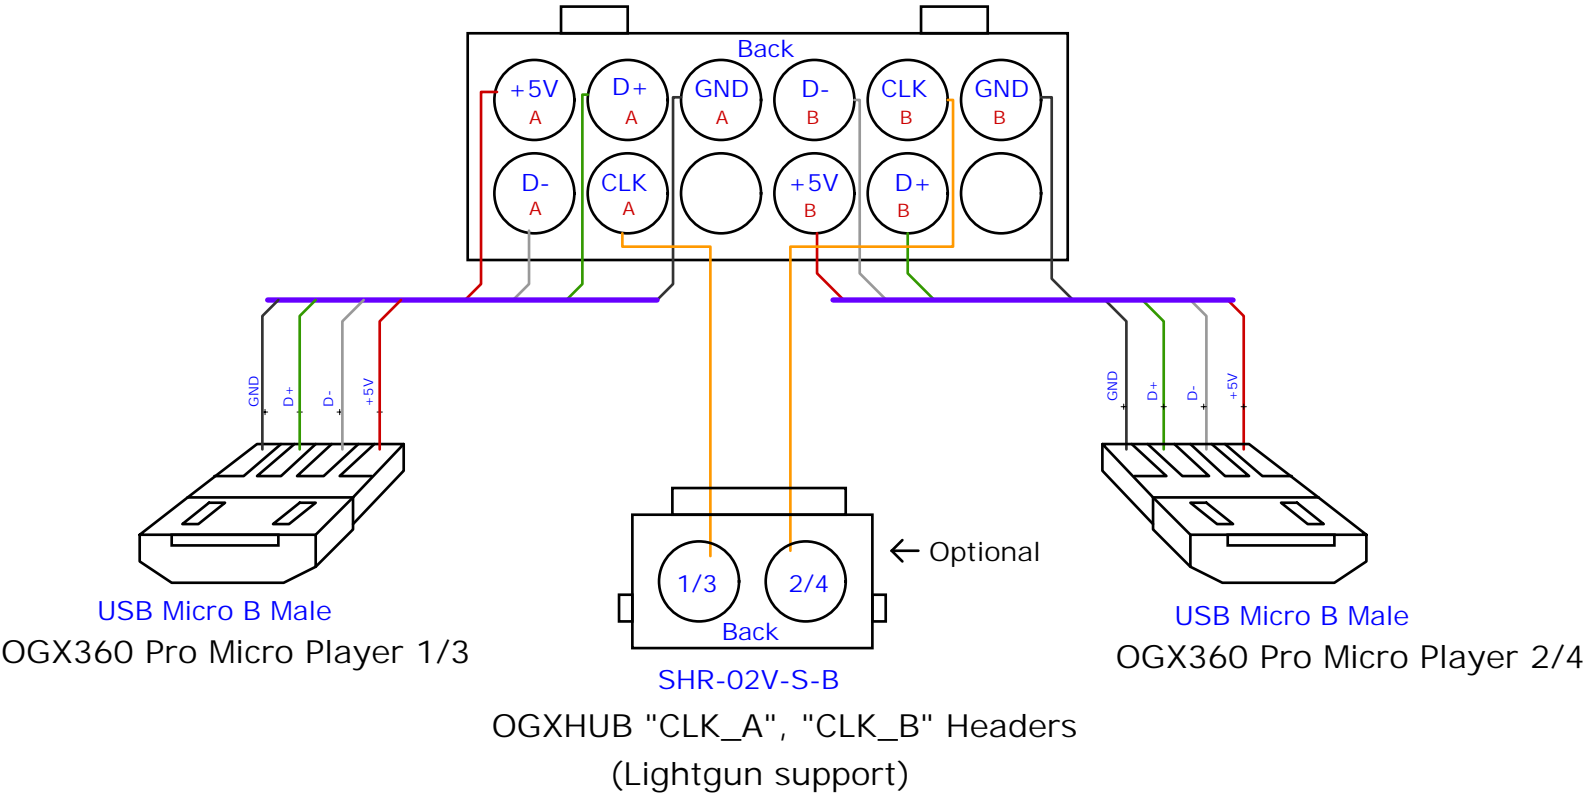 Back
+5V D+ GND D- CLK GND
A A A B B B
D- CLK +5V D+
A A B B
GND D+ D- +5V
GND D+ D- +5V
← Optional
1/3 2/4
Back
USB Micro B Male
OGX360 Pro Micro Player 1/3
USB Micro B Male
OGX360 Pro Micro Player 2/4
SHR-02V-S-B
OGXHUB "CLK_A", "CLK_B" Headers
(Lightgun support)